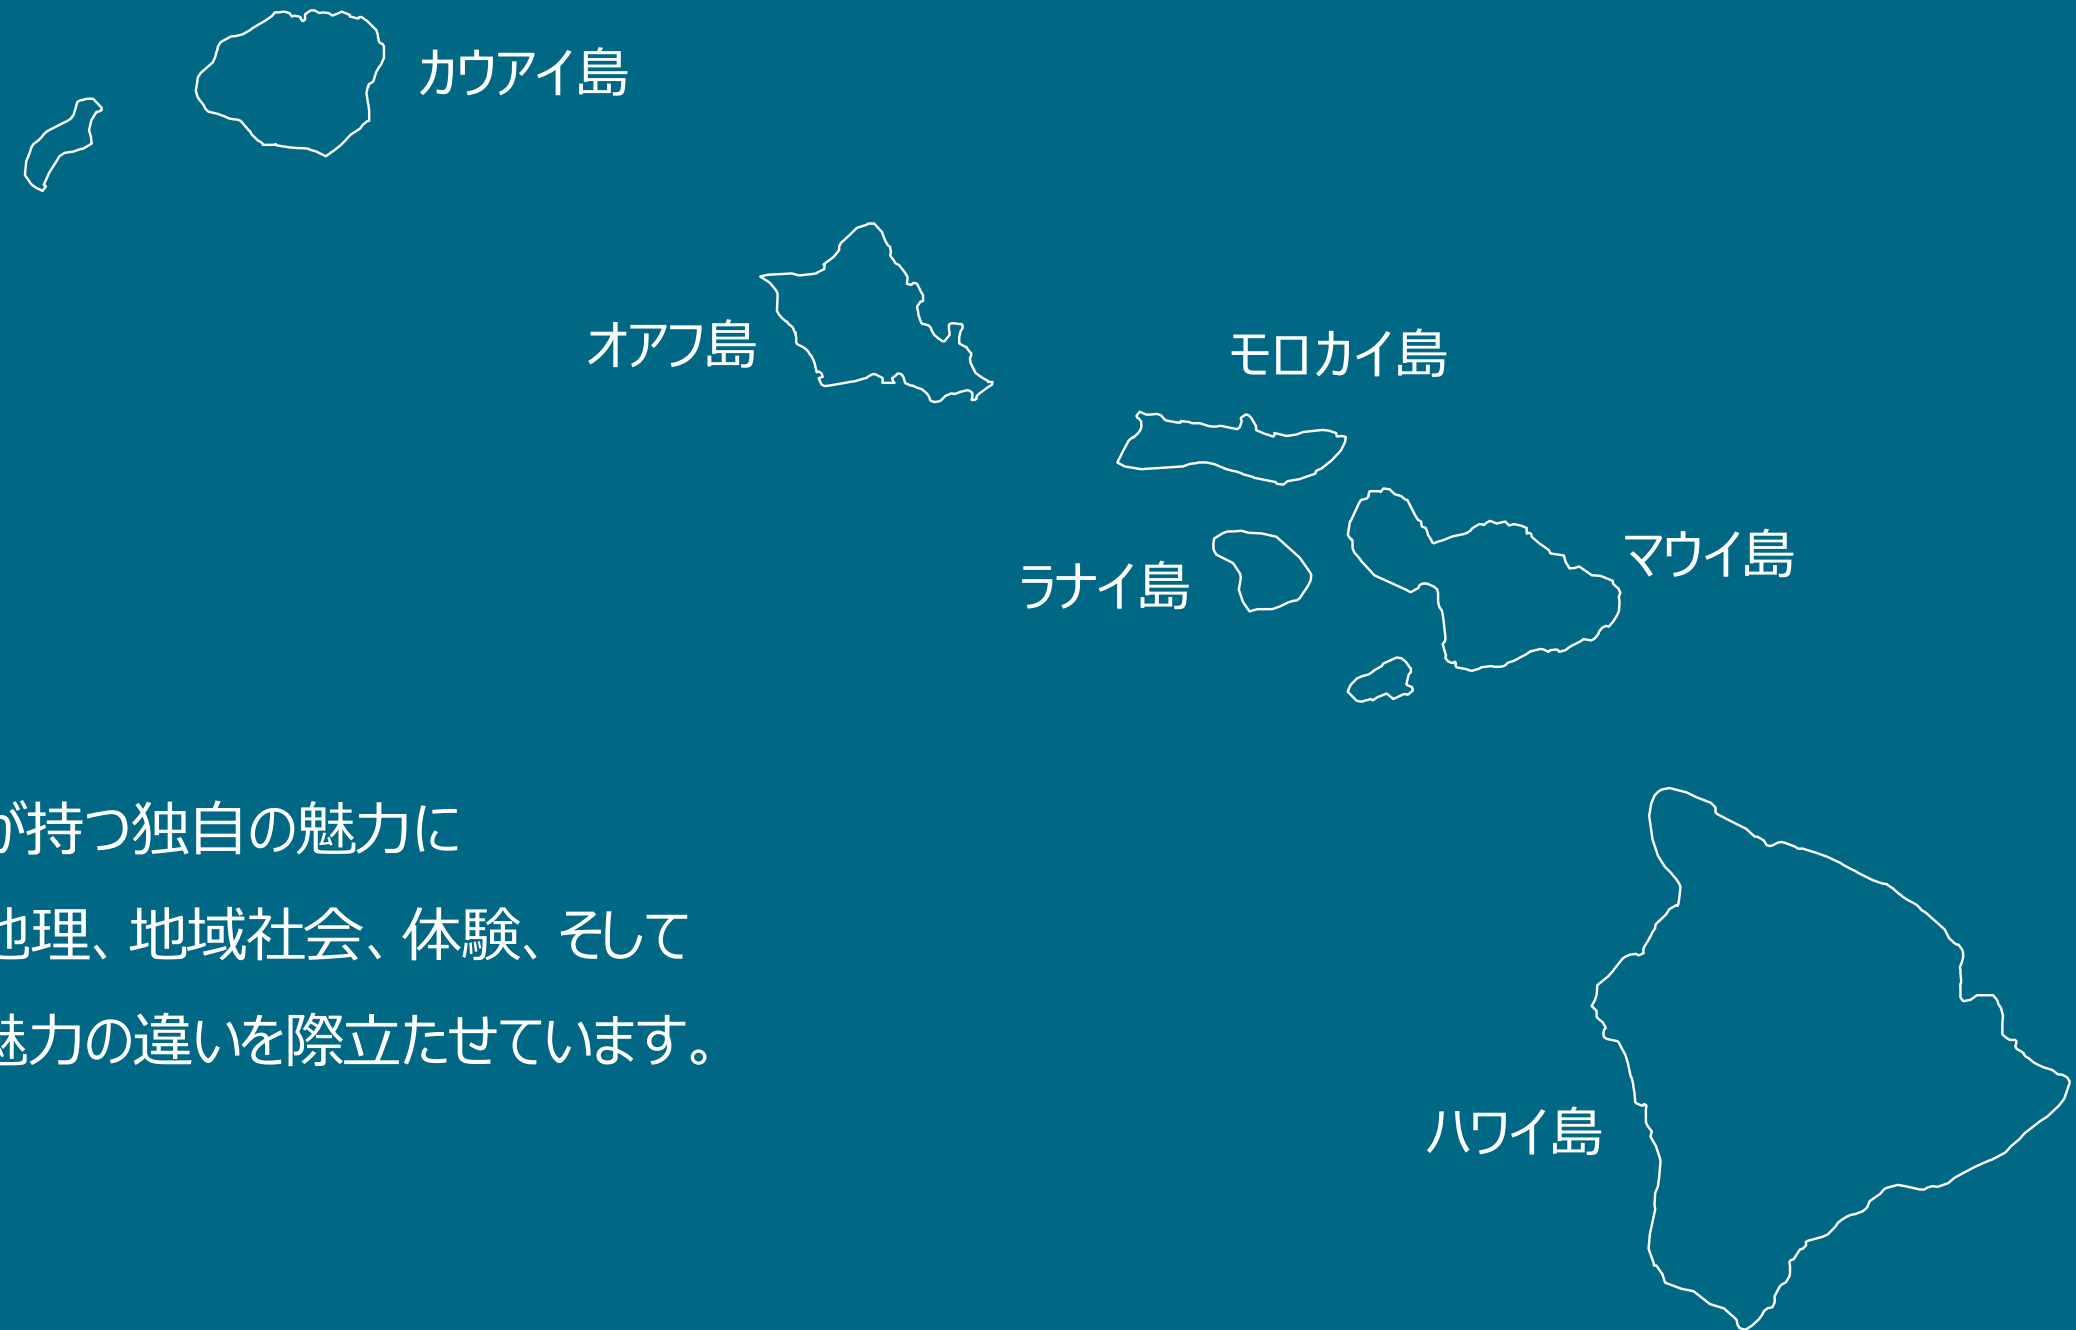 カウアイ島
オアフ島
モロカイ島
マウイ島
ラナイ島
が持つ独自の魅力に
地理、地域社会、体験、そして
魅力の違いを際立たせています。
ハワイ島